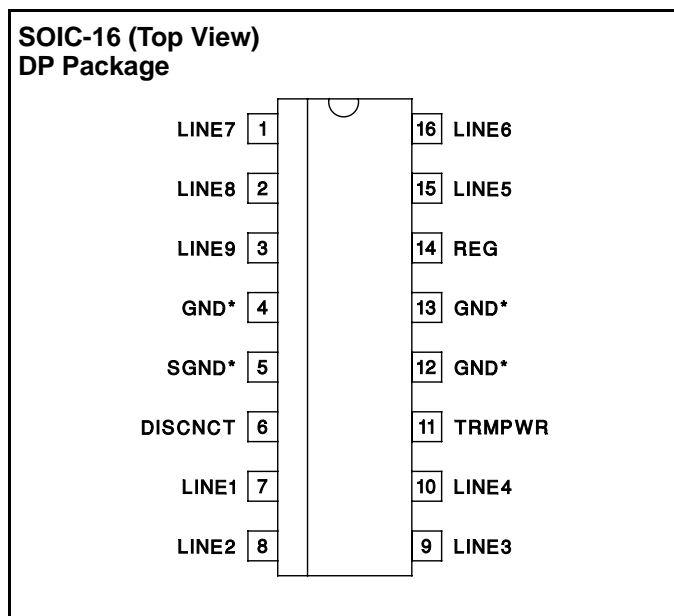 SOIC-16 (Top View)
DP Package
LINE7 1 16 LINE6
LINE8 2 15 LINE5
LINE9 3 14 REG
GND* 4 13 GND*
SGND* 5 12 GND*
DISCNCT 6 11 TRMPWR
LINE1 7 10 LINE4
LINE2 8 9 LINE3